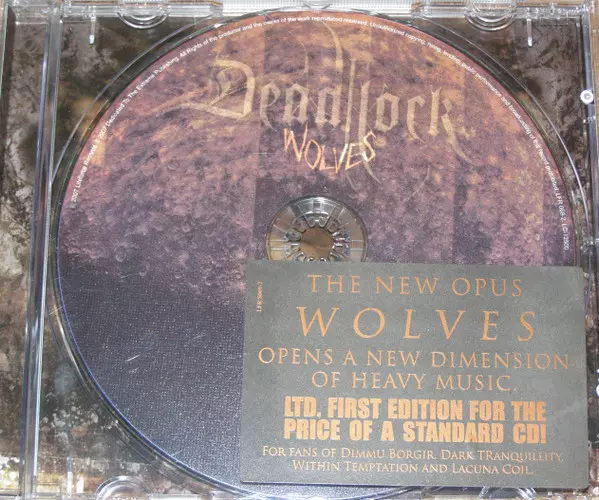 Deadlock
WOLVES
THE NEW OPUS
WOLVES
OPENS A NEW DIMENSION
OF HEAVY MUSIC.
LTD. FIRST EDITION FOR THE
PRICE OF A STANDARD CD!
FOR FANS OF DIMMU BORGIR, DARK TRANQUILLITY,
WITHIN TEMPTATION AND LACUNA COIL.